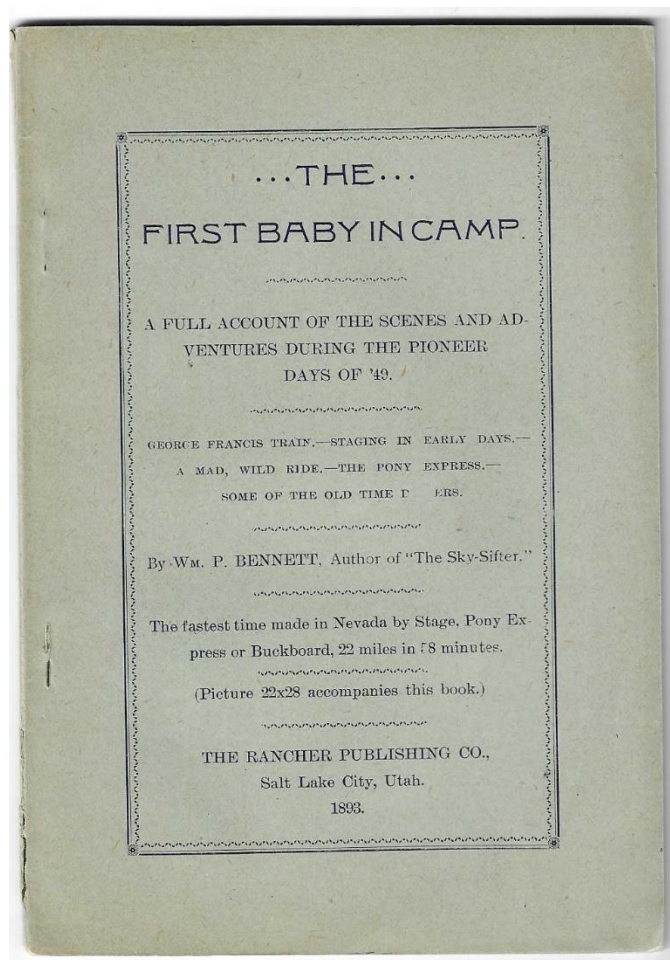 ...THE...
FIRST BABY IN CAMP.
A FULL ACCOUNT OF THE SCENES AND AD-
VENTURES DURING THE PIONEER
DAYS OF '49.
GEORGE FRANCIS TRAIN.—STAGING IN EARLY DAYS.—
A MAD, WILD RIDE.—THE PONY EXPRESS.—
SOME OF THE OLD TIME
By WM. P. BENNETT, Author of "The Sky-Sifter."
The fastest time made in Nevada by Stage, Pony Ex-
press or Buckboard, 22 miles in minutes.
(Picture 22x28 accompanies this book.)
THE RANCHER PUBLISHING CO.,
Salt Lake City, Utah.
1893.